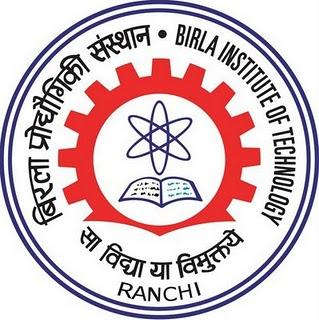 बिरला प्रौद्यौगिकी संस्थान • BIRLA INSTITUTE OF TECHNOLOGY
सा विद्या या विमुक्तये
RANCHI